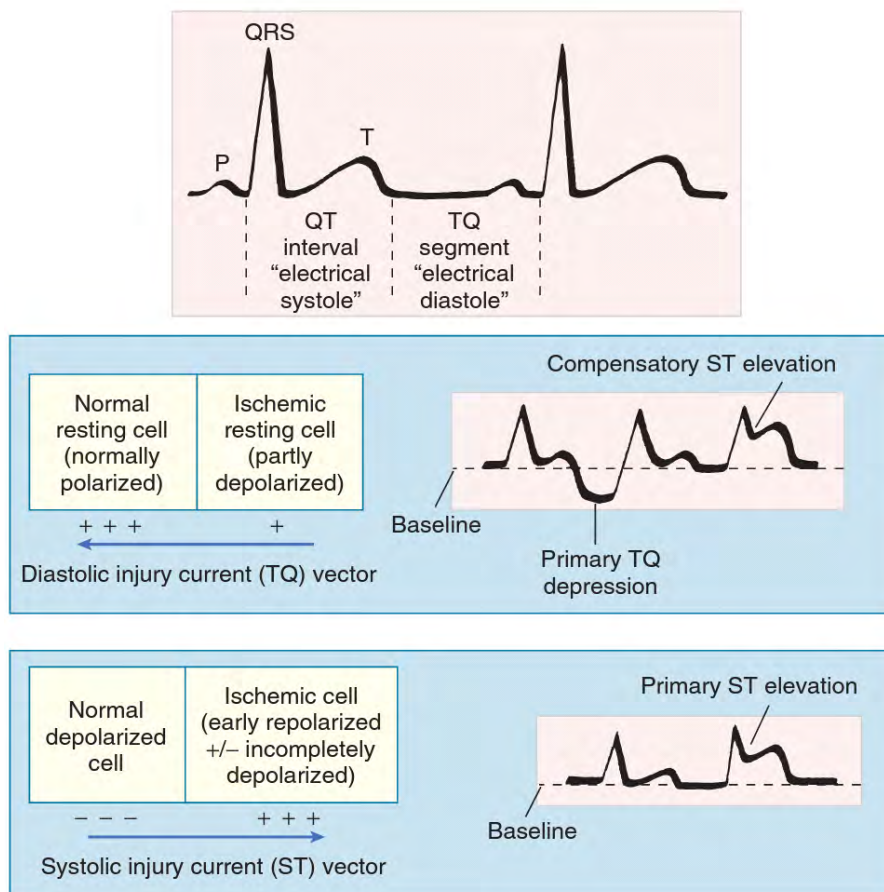 QRS
P
T
QT
interval
“electrical
systole”
TQ
segment
“electrical
diastole”
Normal
resting cell
(normally
polarized)
Ischemic
resting cell
(partly
depolarized)
+ + +
+
Diastolic injury current (TQ) vector
Compensatory ST elevation
Baseline
Primary TQ
depression
Normal
depolarized
cell
Ischemic cell
(early repolarized
+/− incompletely
depolarized)
− − −
+ + +
Systolic injury current (ST) vector
Primary ST elevation
Baseline